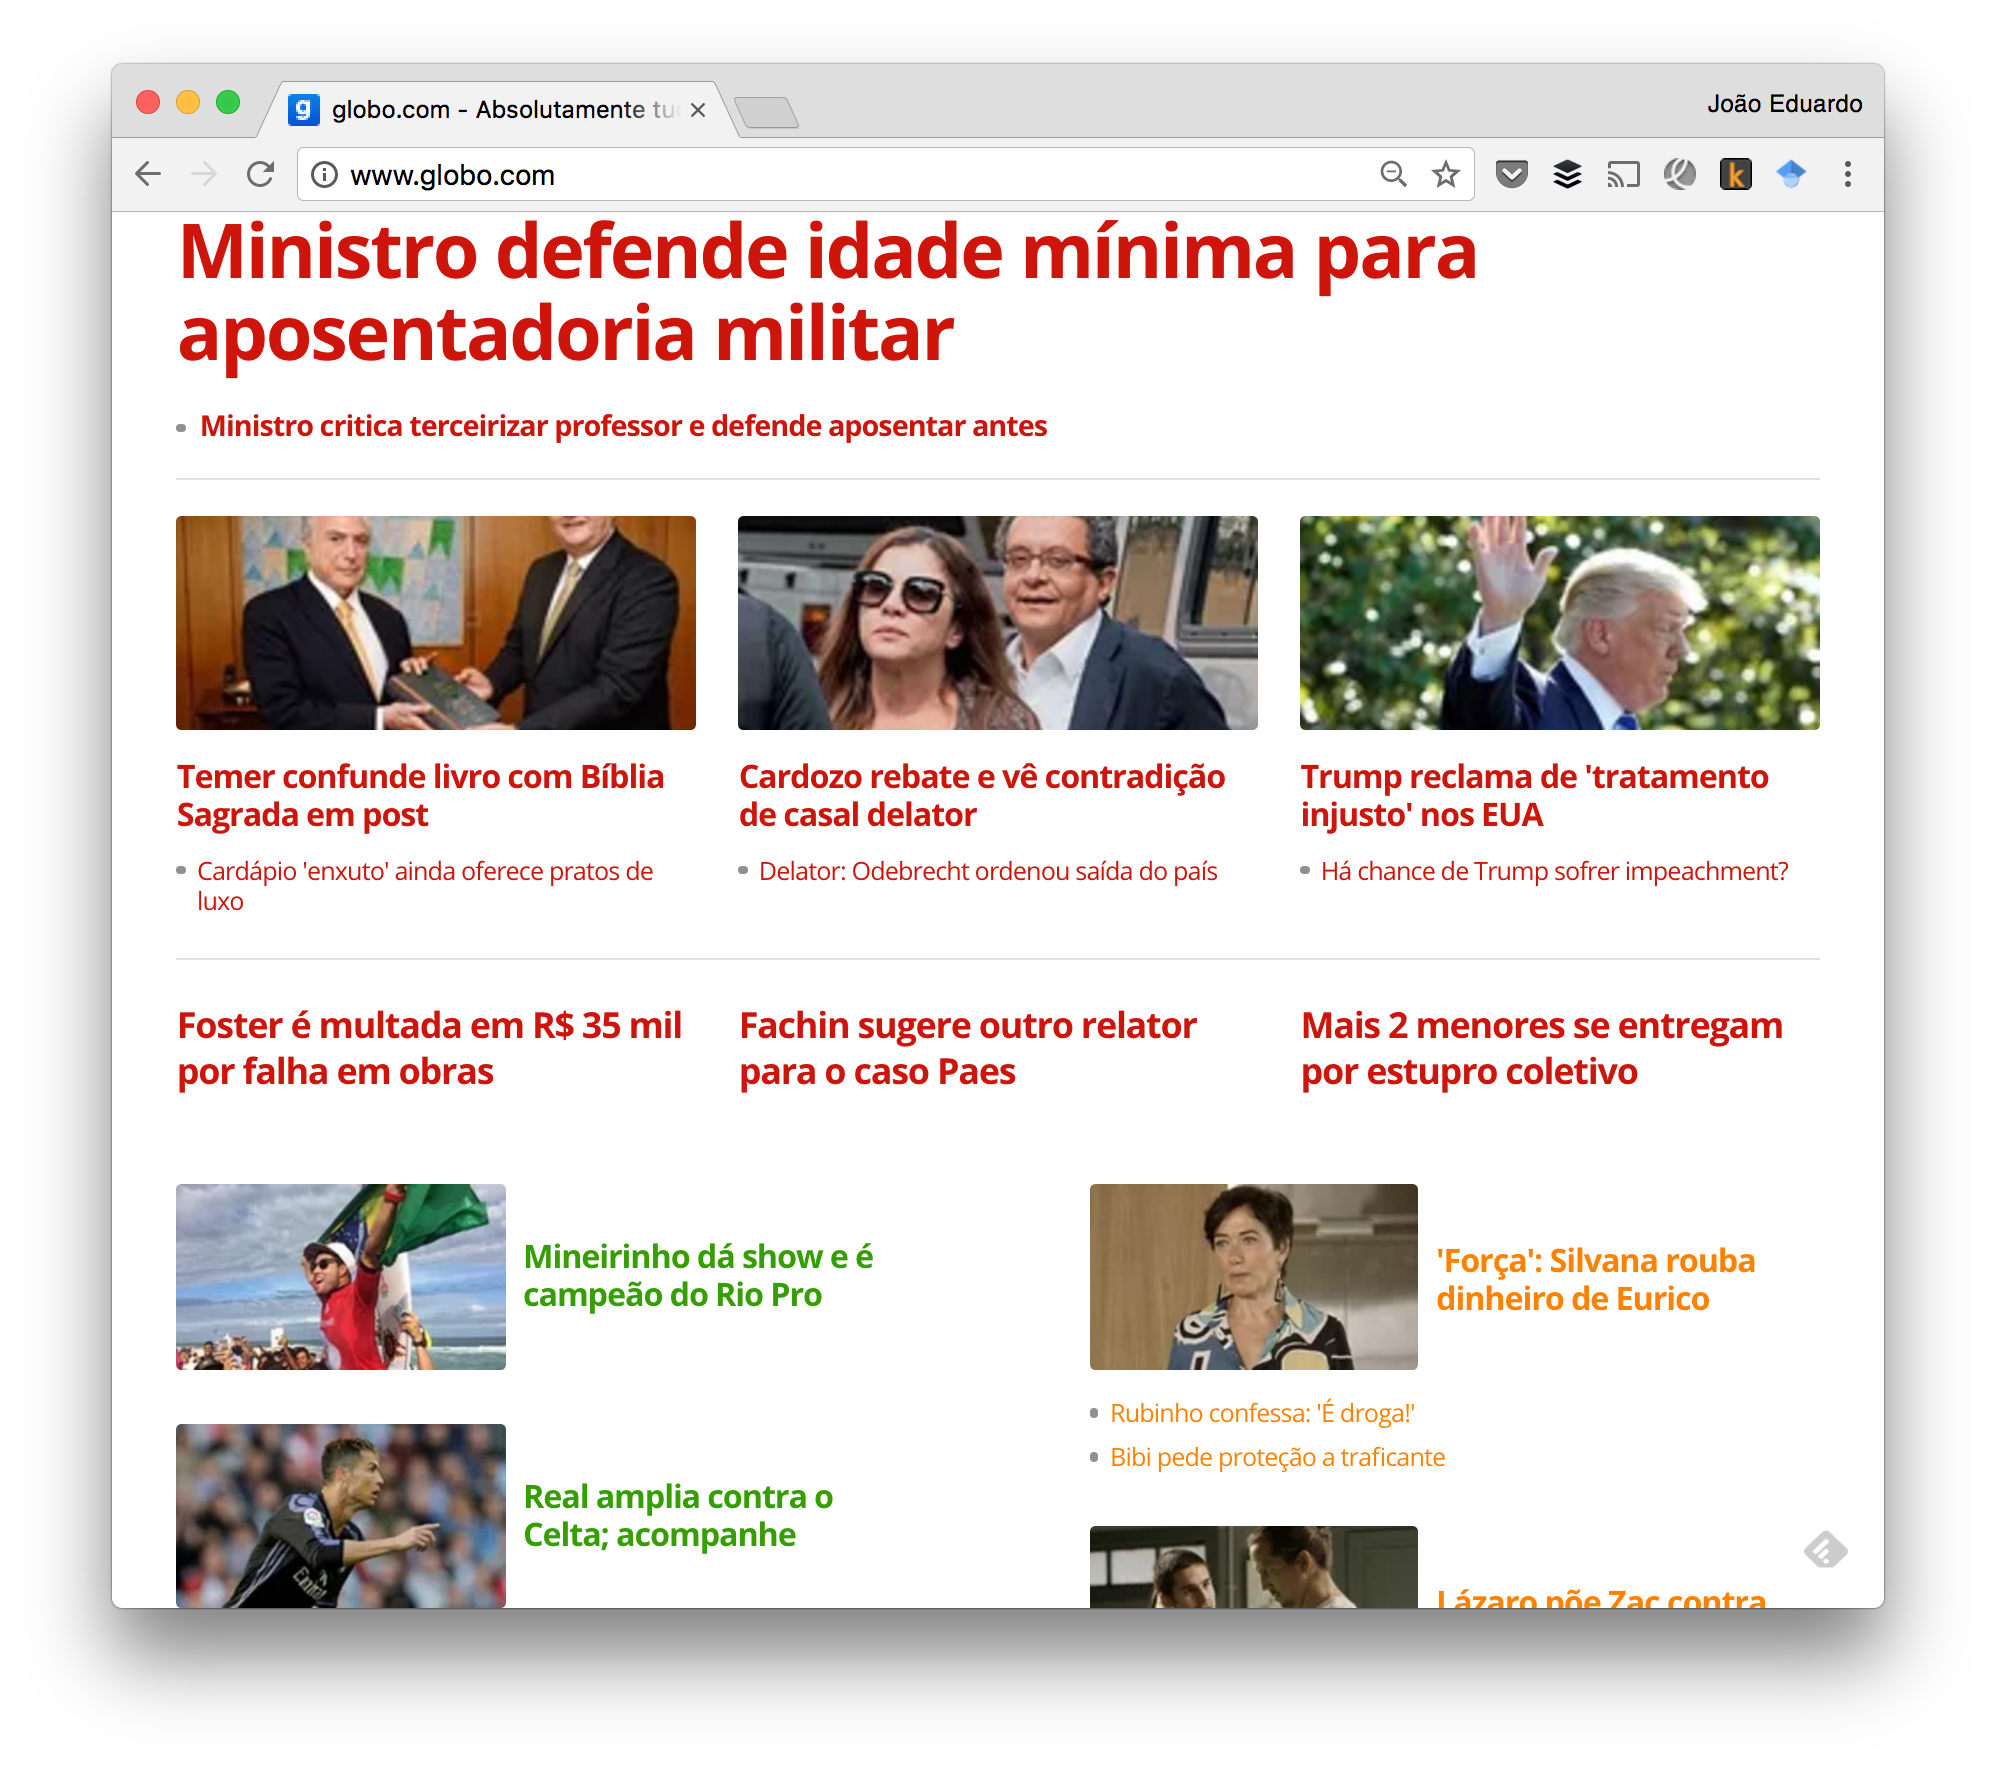 globo.com - Absolutamente
João Eduardo
www.globo.com
Ministro defende idade mínima para
aposentadoria militar
Ministro critica terceirizar professor e defende aposentar antes
Temer confunde livro com Bíblia
Sagrada em post
Cardápio 'enxuto' ainda oferece pratos de
luxo
Cardozo rebate e vê contradição
de casal delator
Delator: Odebrecht ordenou saída do país
Trump reclama de 'tratamento
injusto' nos EUA
Há chance de Trump sofrer impeachment?
Foster é multada em R$ 35 mil
por falha em obras
Fachin sugere outro relator
para o caso Paes
Mais 2 menores se entregam
por estupro coletivo
Mineirinho dá show e é
campeão do Rio Pro
Real amplia contra o
Celta; acompanhe
'Força': Silvana rouba
dinheiro de Eurico
Rubinho confessa: 'É droga!'
Bibi pede proteção a traficante
Lázaro põe Zac contra